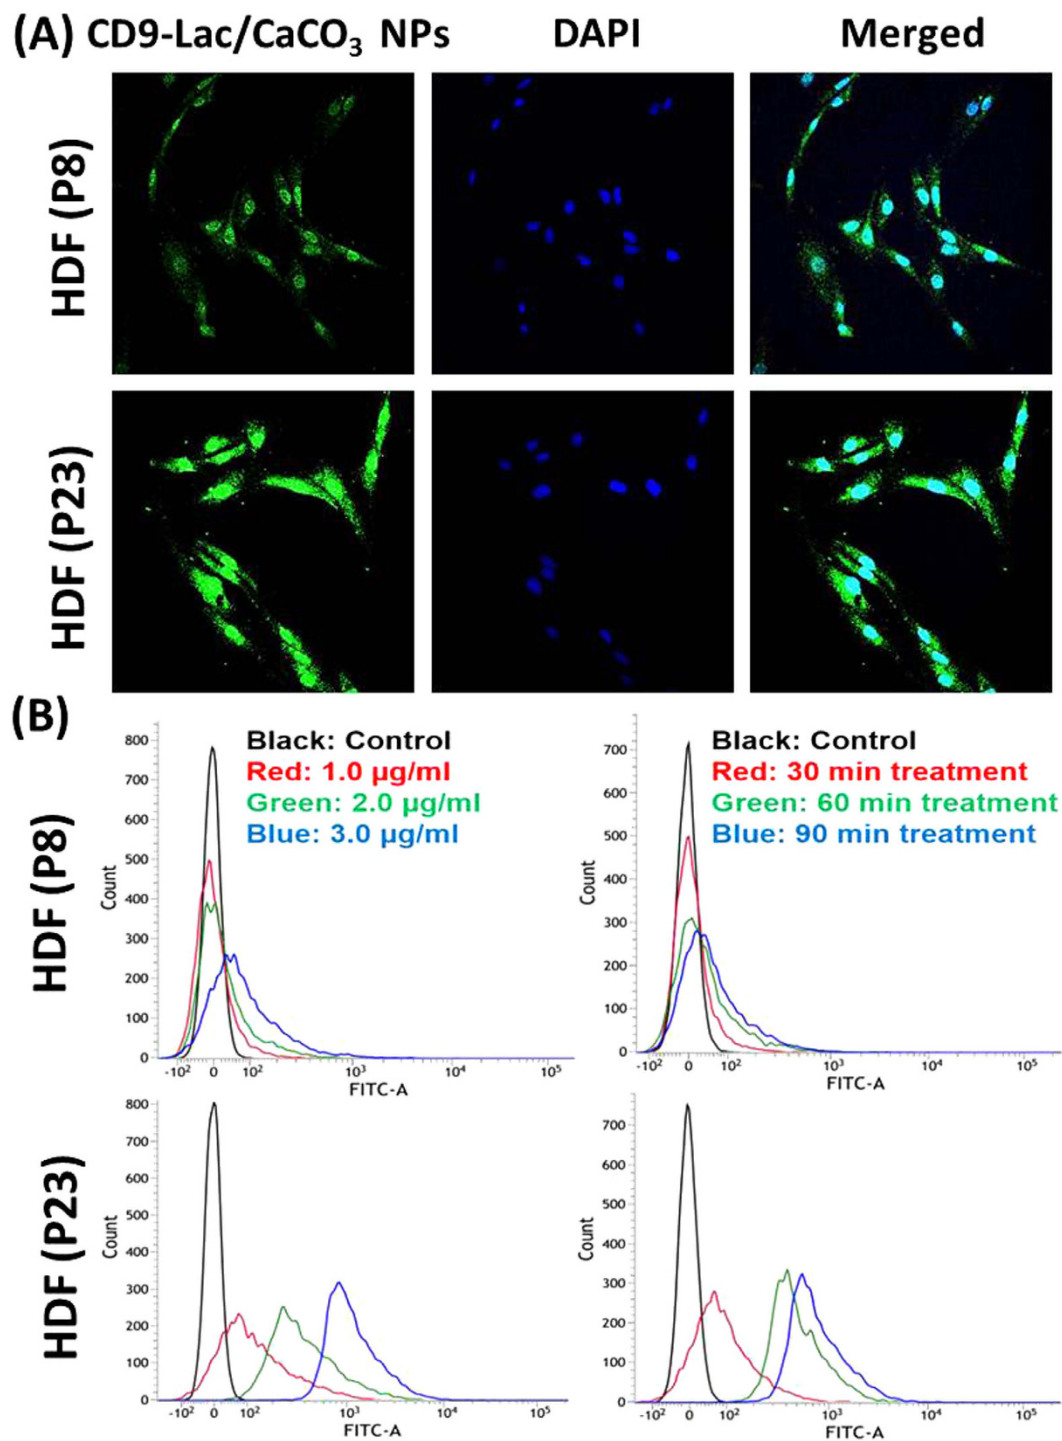 (A) CD9-Lac/CaCO3 NPs DAPI Merged
HDF (P8)
HDF (P23)
(B)
HDF (P8)
800
700
600
500
400
300
200
100
0
Count
Black: Control
Red: 1.0 µg/ml
Green: 2.0 µg/ml
Blue: 3.0 µg/ml
-10² 0 10² 10³ 10⁴ 10⁵
FITC-A
700
600
500
400
300
200
100
0
Count
Black: Control
Red: 30 min treatment
Green: 60 min treatment
Blue: 90 min treatment
-10² 0 10² 10³ 10⁴ 10⁵
FITC-A
HDF (P23)
800
700
600
500
400
300
200
100
0
Count
-10² 0 10² 10³ 10⁴ 10⁵
FITC-A
700
600
500
400
300
200
100
0
Count
-10² 0 10² 10³ 10⁴ 10⁵
FITC-A